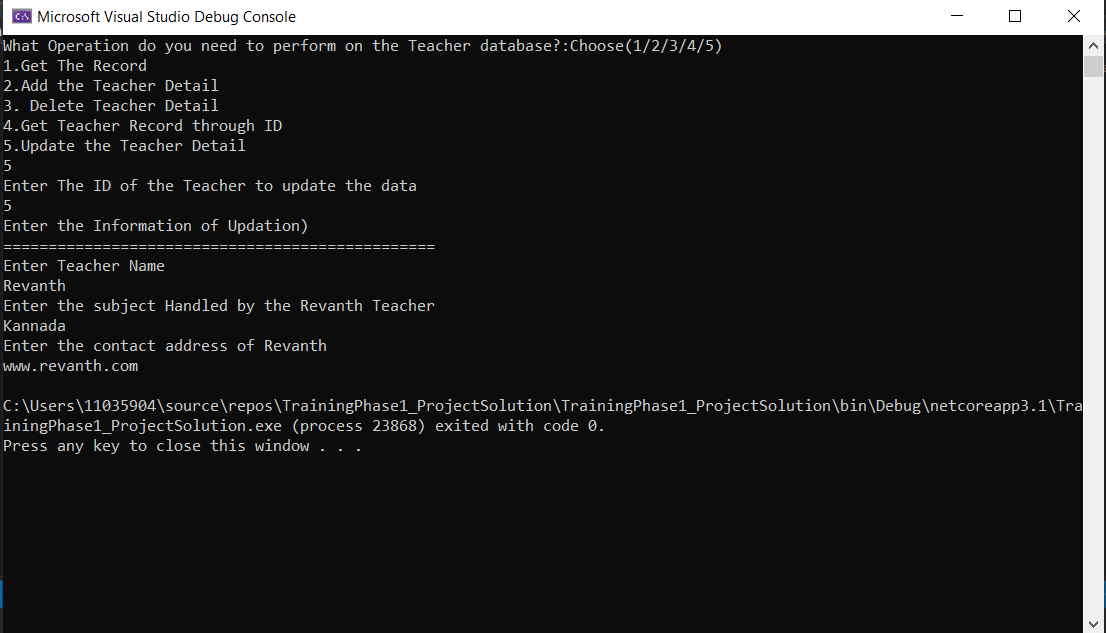 Microsoft Visual Studio Debug Console
What Operation do you need to perform on the Teacher database?:Choose(1/2/3/4/5)
1.Get The Record
2.Add the Teacher Detail
3. Delete Teacher Detail
4.Get Teacher Record through ID
5.Update the Teacher Detail
5
Enter The ID of the Teacher to update the data
5
Enter the Information of Updation)
================================================
Enter Teacher Name
Revanth
Enter the subject Handled by the Revanth Teacher
Kannada
Enter the contact address of Revanth
www.revanth.com
C:\Users\11035904\source\repos\TrainingPhase1_ProjectSolution\TrainingPhase1_ProjectSolution\bin\Debug\netcoreapp3.1\Tra
iningPhase1_ProjectSolution.exe (process 23868) exited with code 0.
Press any key to close this window . . .